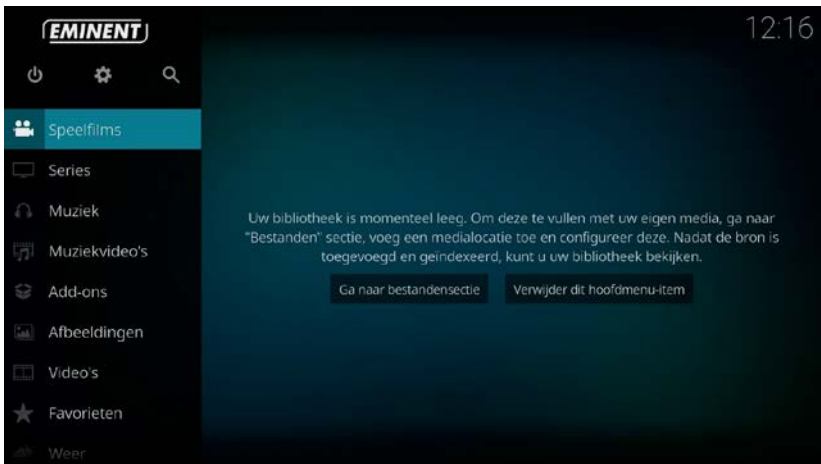 EMINENT
12:16
Speelfilms
Series
Muziek
Muziekvideo's
Add-ons
Afbeeldingen
Video's
Favorieten
Weer
Uw bibliotheek is momenteel leeg. Om deze te vullen met uw eigen media, ga naar
"Bestanden" sectie, voeg een medialocatie toe en configureer deze. Nadat de bron is
toegevoegd en geïndexeerd, kunt u uw bibliotheek bekijken.
Ga naar bestandensectie
Verwijder dit hoofdmenu-item